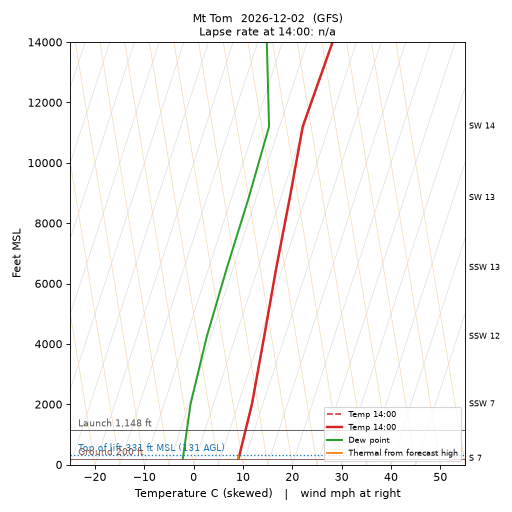 Mt Tom  2026-12-02  (GFS)
Lapse rate at 14:00: n/a
14000
12000
10000
8000
6000
4000
2000
0
Feet MSL
SW 14
SW 13
SSW 13
SSW 12
SSW 7
S 7
Launch 1,148 ft
Top of lift 331 ft MSL (131 AGL)
Ground 200 ft
Temp 14:00
Temp 14:00
Dew point
Thermal from forecast high
−20
−10
0
10
20
30
40
50
Temperature C (skewed)   |   wind mph at right